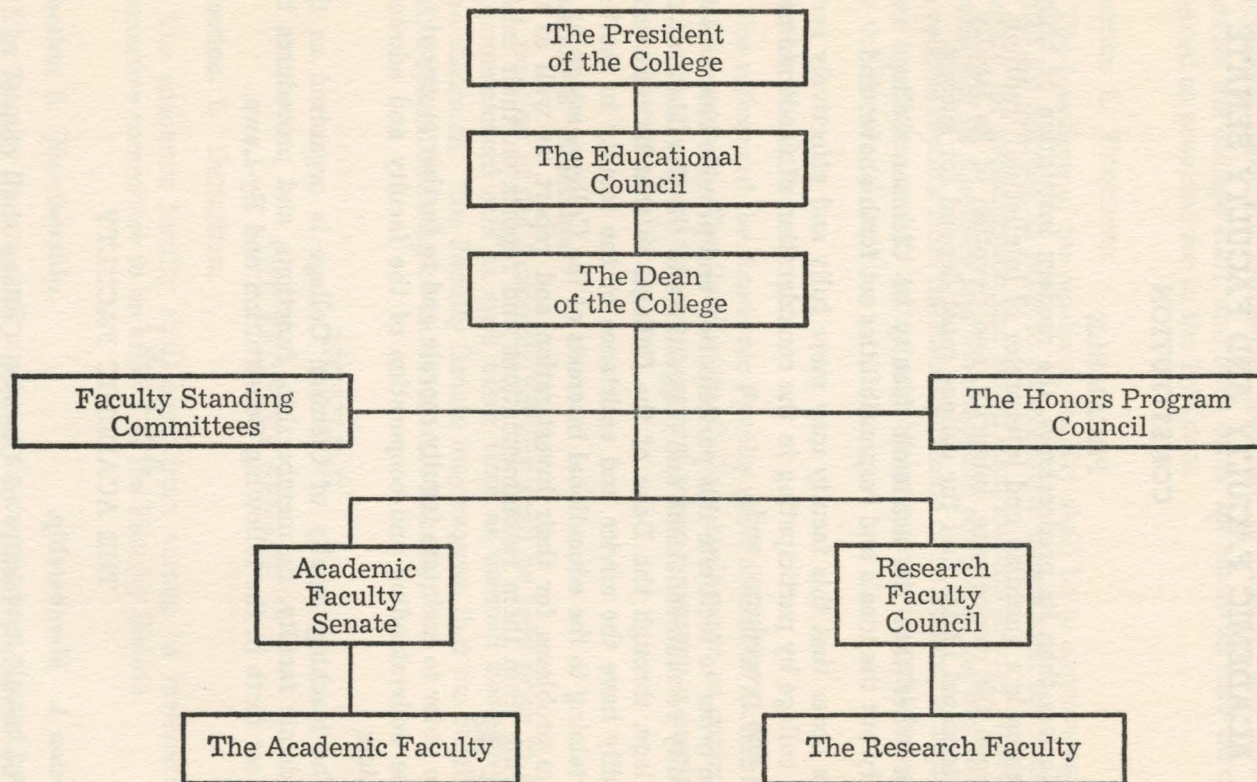 The President
of the College
The Educational
Council
The Dean
of the College
Faculty Standing
Committees
The Honors Program
Council
Academic
Faculty
Senate
Research
Faculty
Council
The Academic Faculty
The Research Faculty